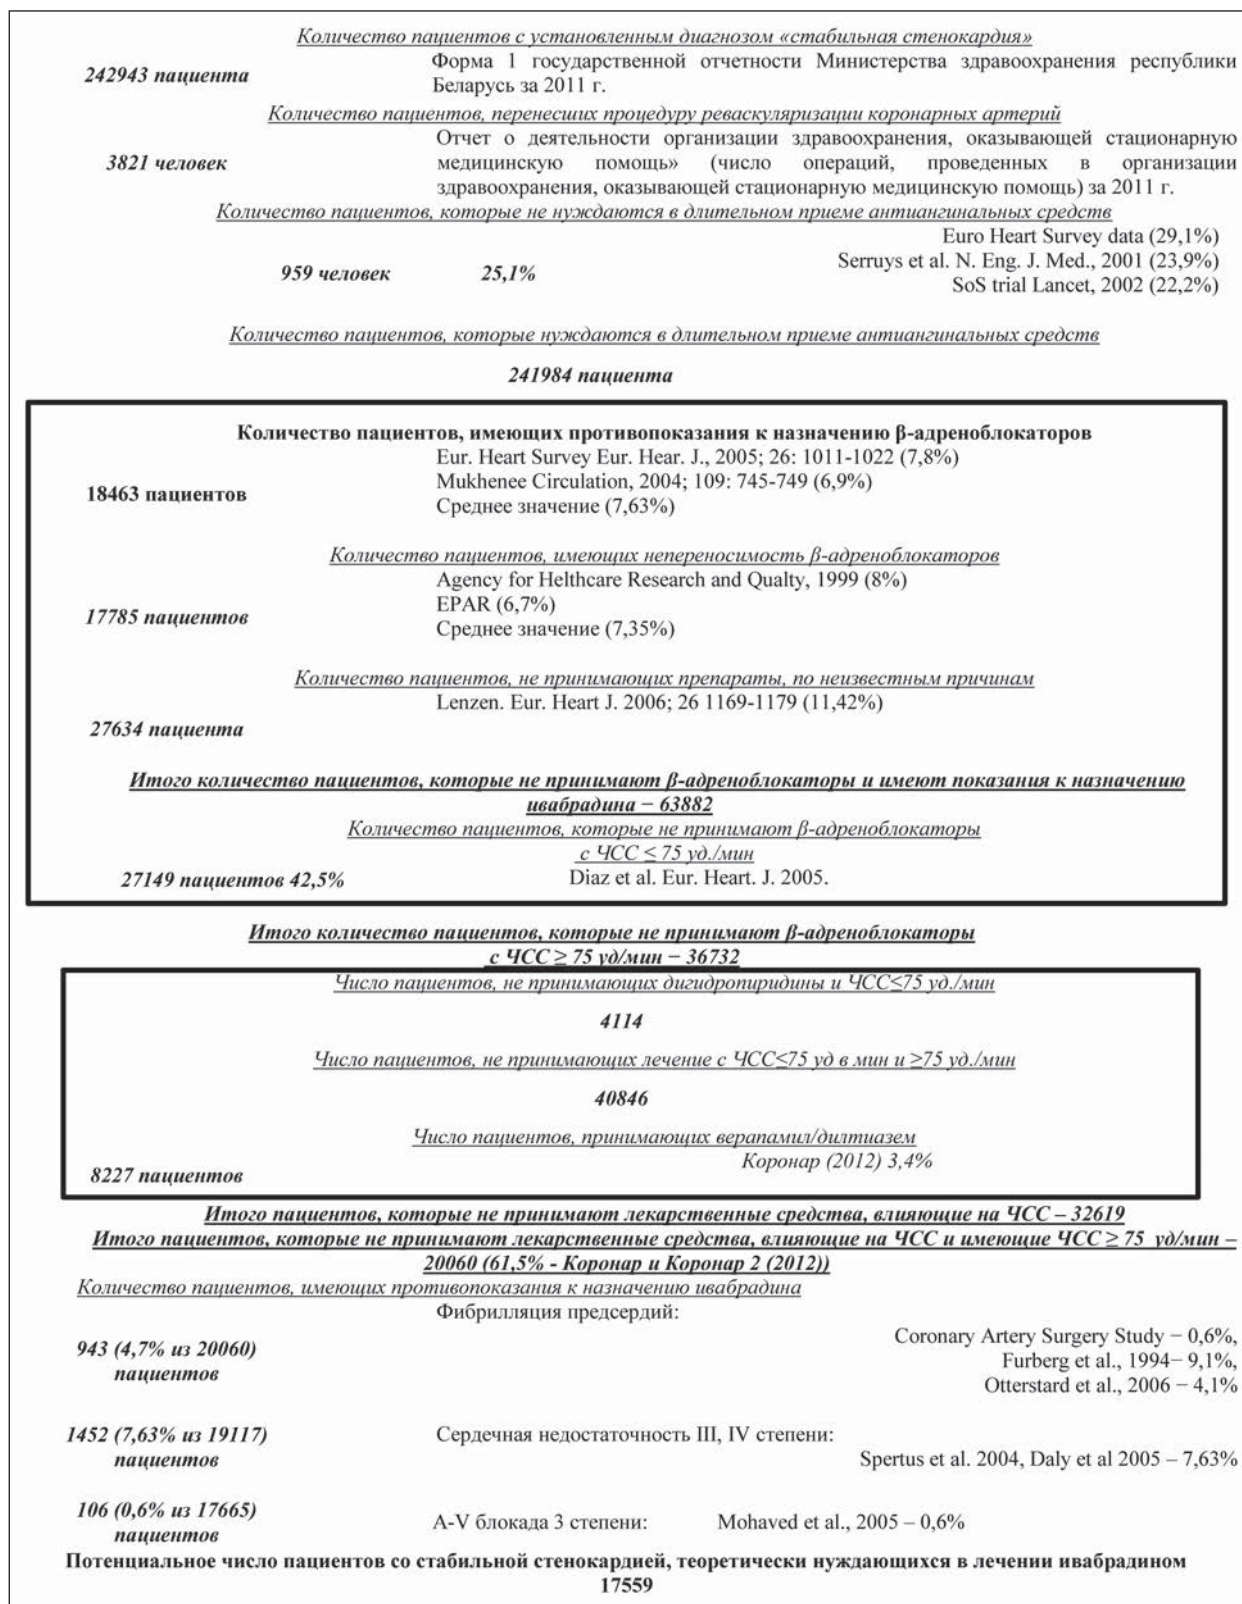 Количество пациентов с установленным диагнозом «стабильная стенокардия»
242943 пациента
Форма 1 государственной отчетности Министерства здравоохранения республики
Беларусь за 2011 г.
Количество пациентов, перенесших процедуру реваскуляризации коронарных артерий
3821 человек
Отчет о деятельности организации здравоохранения, оказывающей стационарную
медицинскую помощь» (число операций, проведенных в организации
здравоохранения, оказывающей стационарную медицинскую помощь) за 2011 г.
Количество пациентов, которые не нуждаются в длительном приеме антиангинальных средств
959 человек 25,1%
Euro Heart Survey data (29,1%)
Serruys et al. N. Eng. J. Med., 2001 (23,9%)
SoS trial Lancet, 2002 (22,2%)
Количество пациентов, которые нуждаются в длительном приеме антиангинальных средств
241984 пациента
Количество пациентов, имеющих противопоказания к назначению β-адреноблокаторов
18463 пациентов
Eur. Heart Survey Eur. Hear. J., 2005; 26: 1011-1022 (7,8%)
Mukhenee Circulation, 2004; 109: 745-749 (6,9%)
Среднее значение (7,63%)
Количество пациентов, имеющих непереносимость β-адреноблокаторов
17785 пациентов
Agency for Helthcare Research and Qualty, 1999 (8%)
EPAR (6,7%)
Среднее значение (7,35%)
Количество пациентов, не принимающих препараты, по неизвестным причинам
Lenzen. Eur. Heart J. 2006; 26 1169-1179 (11,42%)
27634 пациента
Итого количество пациентов, которые не принимают β-адреноблокаторы и имеют показания к назначению
ивабрадина − 63882
Количество пациентов, которые не принимают β-адреноблокаторы
с ЧСС ≤ 75 уд./мин
27149 пациентов 42,5%
Diaz et al. Eur. Heart. J. 2005.
Итого количество пациентов, которые не принимают β-адреноблокаторы
с ЧСС ≥ 75 уд/мин − 36732
Число пациентов, не принимающих дигидропиридины и ЧСС≤75 уд./мин
4114
Число пациентов, не принимающих лечение с ЧСС≤75 уд в мин и ≥75 уд./мин
40846
Число пациентов, принимающих верапамил/дилтиазем
Коронар (2012) 3,4%
8227 пациентов
Итого пациентов, которые не принимают лекарственные средства, влияющие на ЧСС – 32619
Итого пациентов, которые не принимают лекарственные средства, влияющие на ЧСС и имеющие ЧСС ≥ 75 уд/мин –
20060 (61,5% - Коронар и Коронар 2 (2012))
Количество пациентов, имеющих противопоказания к назначению ивабрадина
Фибрилляция предсердий:
943 (4,7% из 20060)
пациентов
Coronary Artery Surgery Study − 0,6%,
Furberg et al., 1994− 9,1%,
Otterstard et al., 2006 − 4,1%
1452 (7,63% из 19117)
пациентов
Сердечная недостаточность III, IV степени:
Spertus et al. 2004, Daly et al 2005 – 7,63%
106 (0,6% из 17665)
пациентов
А-V блокада 3 степени: Mohaved et al., 2005 – 0,6%
Потенциальное число пациентов со стабильной стенокардией, теоретически нуждающихся в лечении ивабрадином
17559